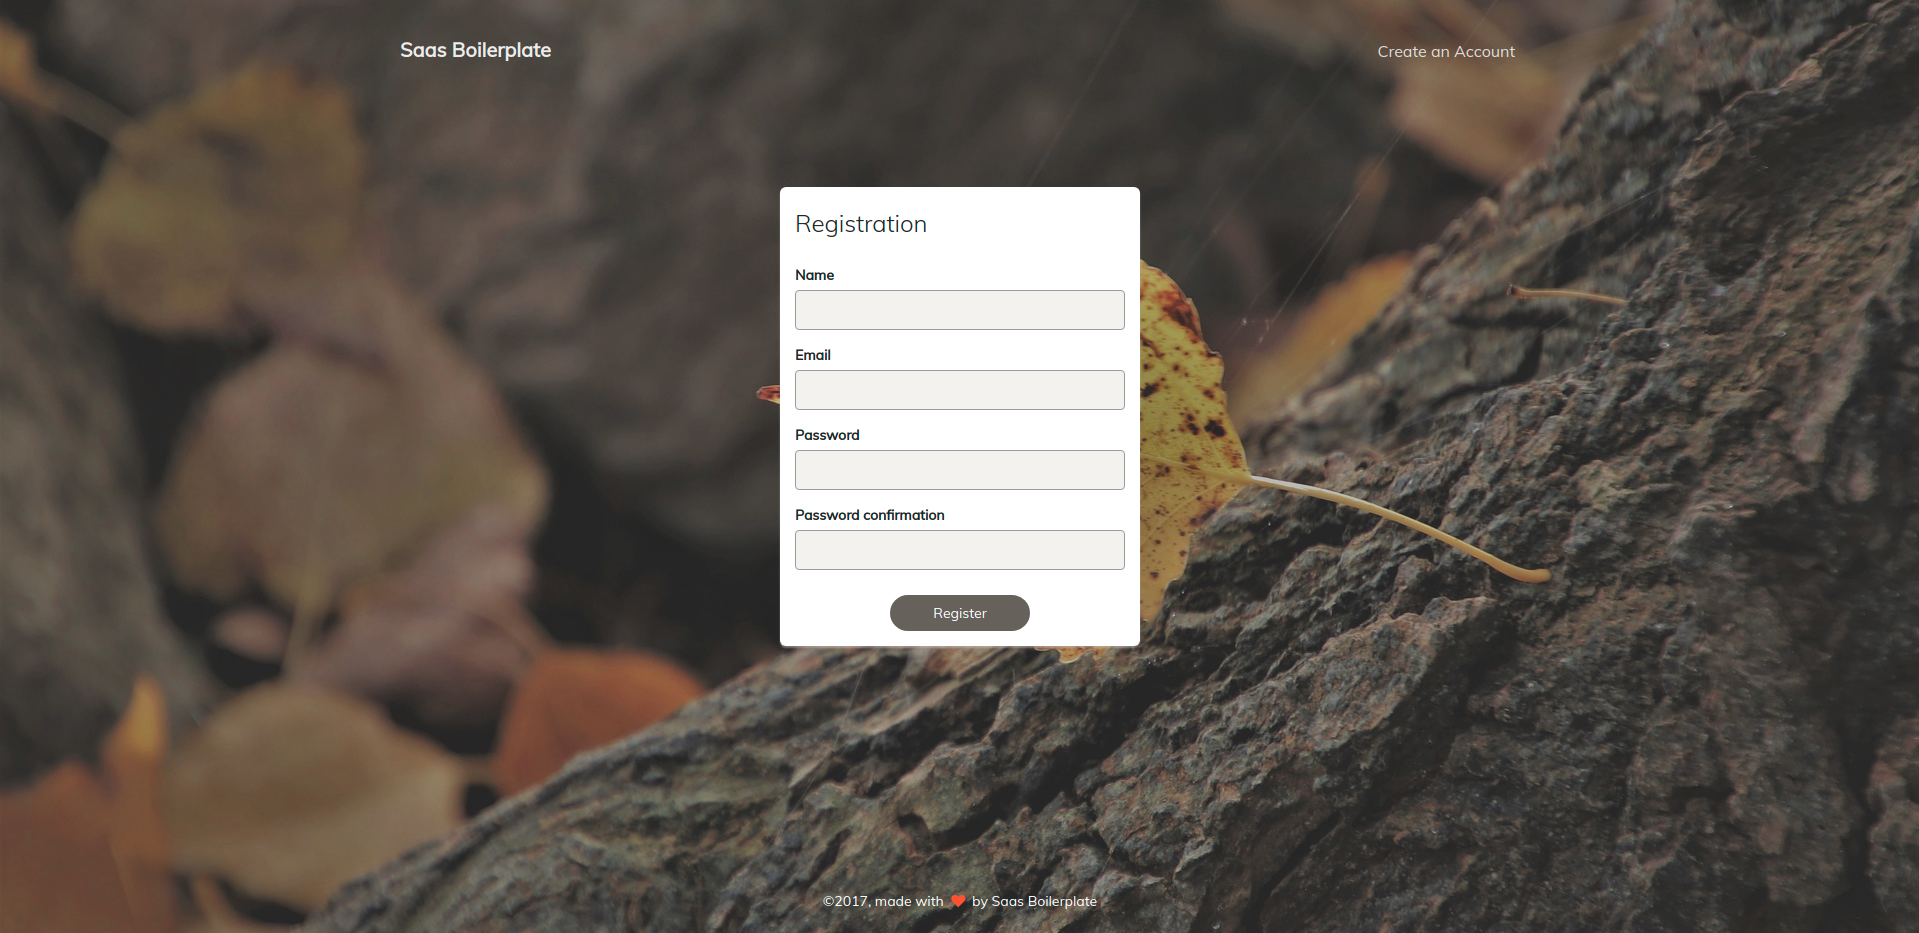 Saas Boilerplate
Create an Account
Registration
Name
Email
Password
Password confirmation
Register
©2017, made with ❤ by Saas Boilerplate